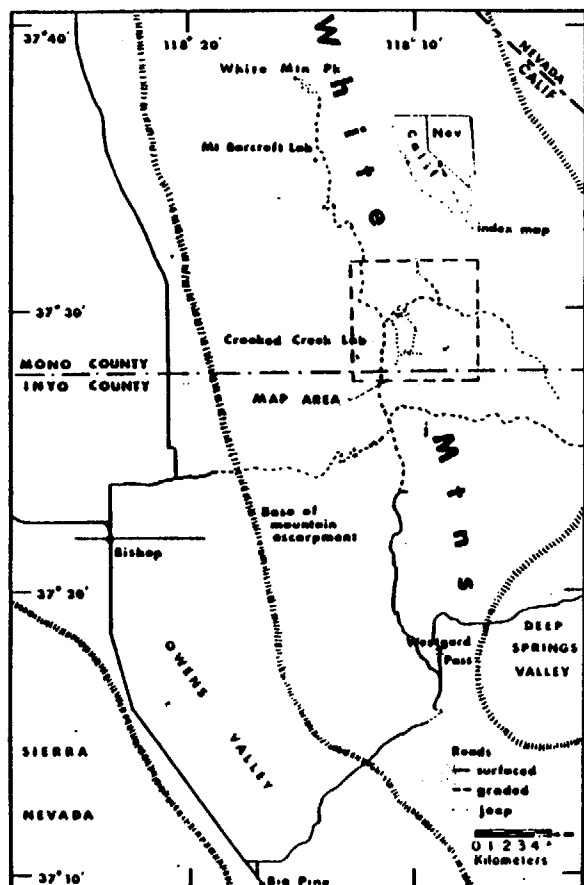 37° 40'
118° 20'
118° 10'
NEVADA
CALIF
White
Mtns
White Mtn Pk
Mt Barcroft Lab
Nev
Calif
index map
37° 30'
Crooked Creek Lab
MONO COUNTY
INYO COUNTY
MAP AREA
Base of
mountain
escarpment
Bishop
37° 20'
OWENS
VALLEY
Westgard
Pass
DEEP
SPRINGS
VALLEY
SIERRA
NEVADA
Roads
surfaced
graded
jeep
0 1 2 3 4
Kilometers
37° 10'
Big Pine